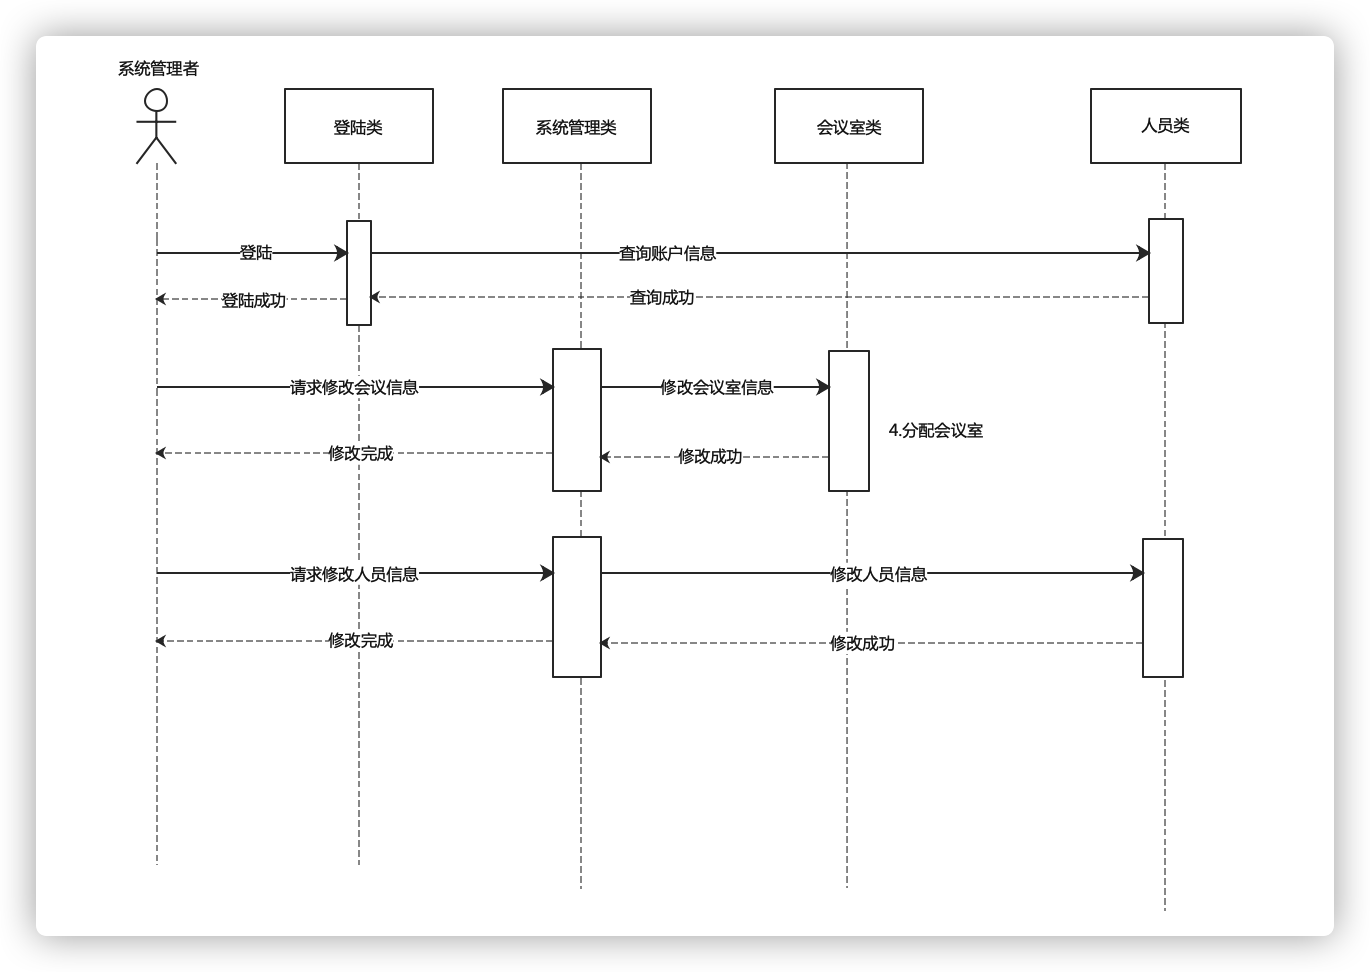 系统管理者
登陆类
系统管理类
会议室类
人员类
登陆
查询账户信息
登陆成功
查询成功
请求修改会议信息
修改会议室信息
4.分配会议室
修改完成
修改成功
请求修改人员信息
修改人员信息
修改完成
修改成功